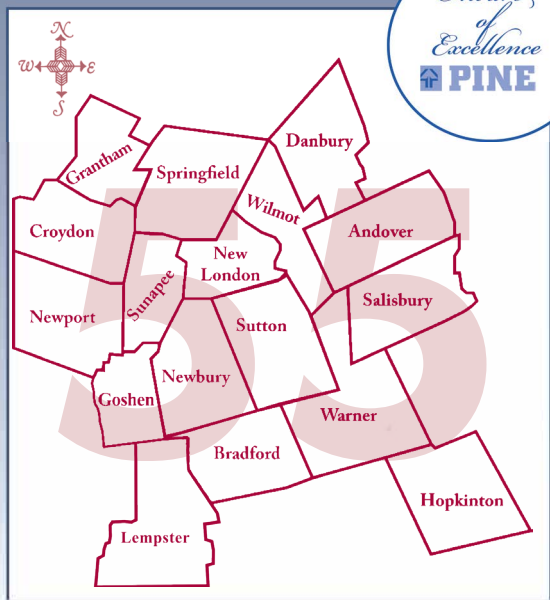 of
Excellence
PINE
N
W
E
S
Danbury
Grantham
Springfield
Wilmot
Croydon
Andover
New
London
Sunapee
Salisbury
Newport
Sutton
Newbury
Goshen
Warner
Bradford
Hopkinton
Lempster
55